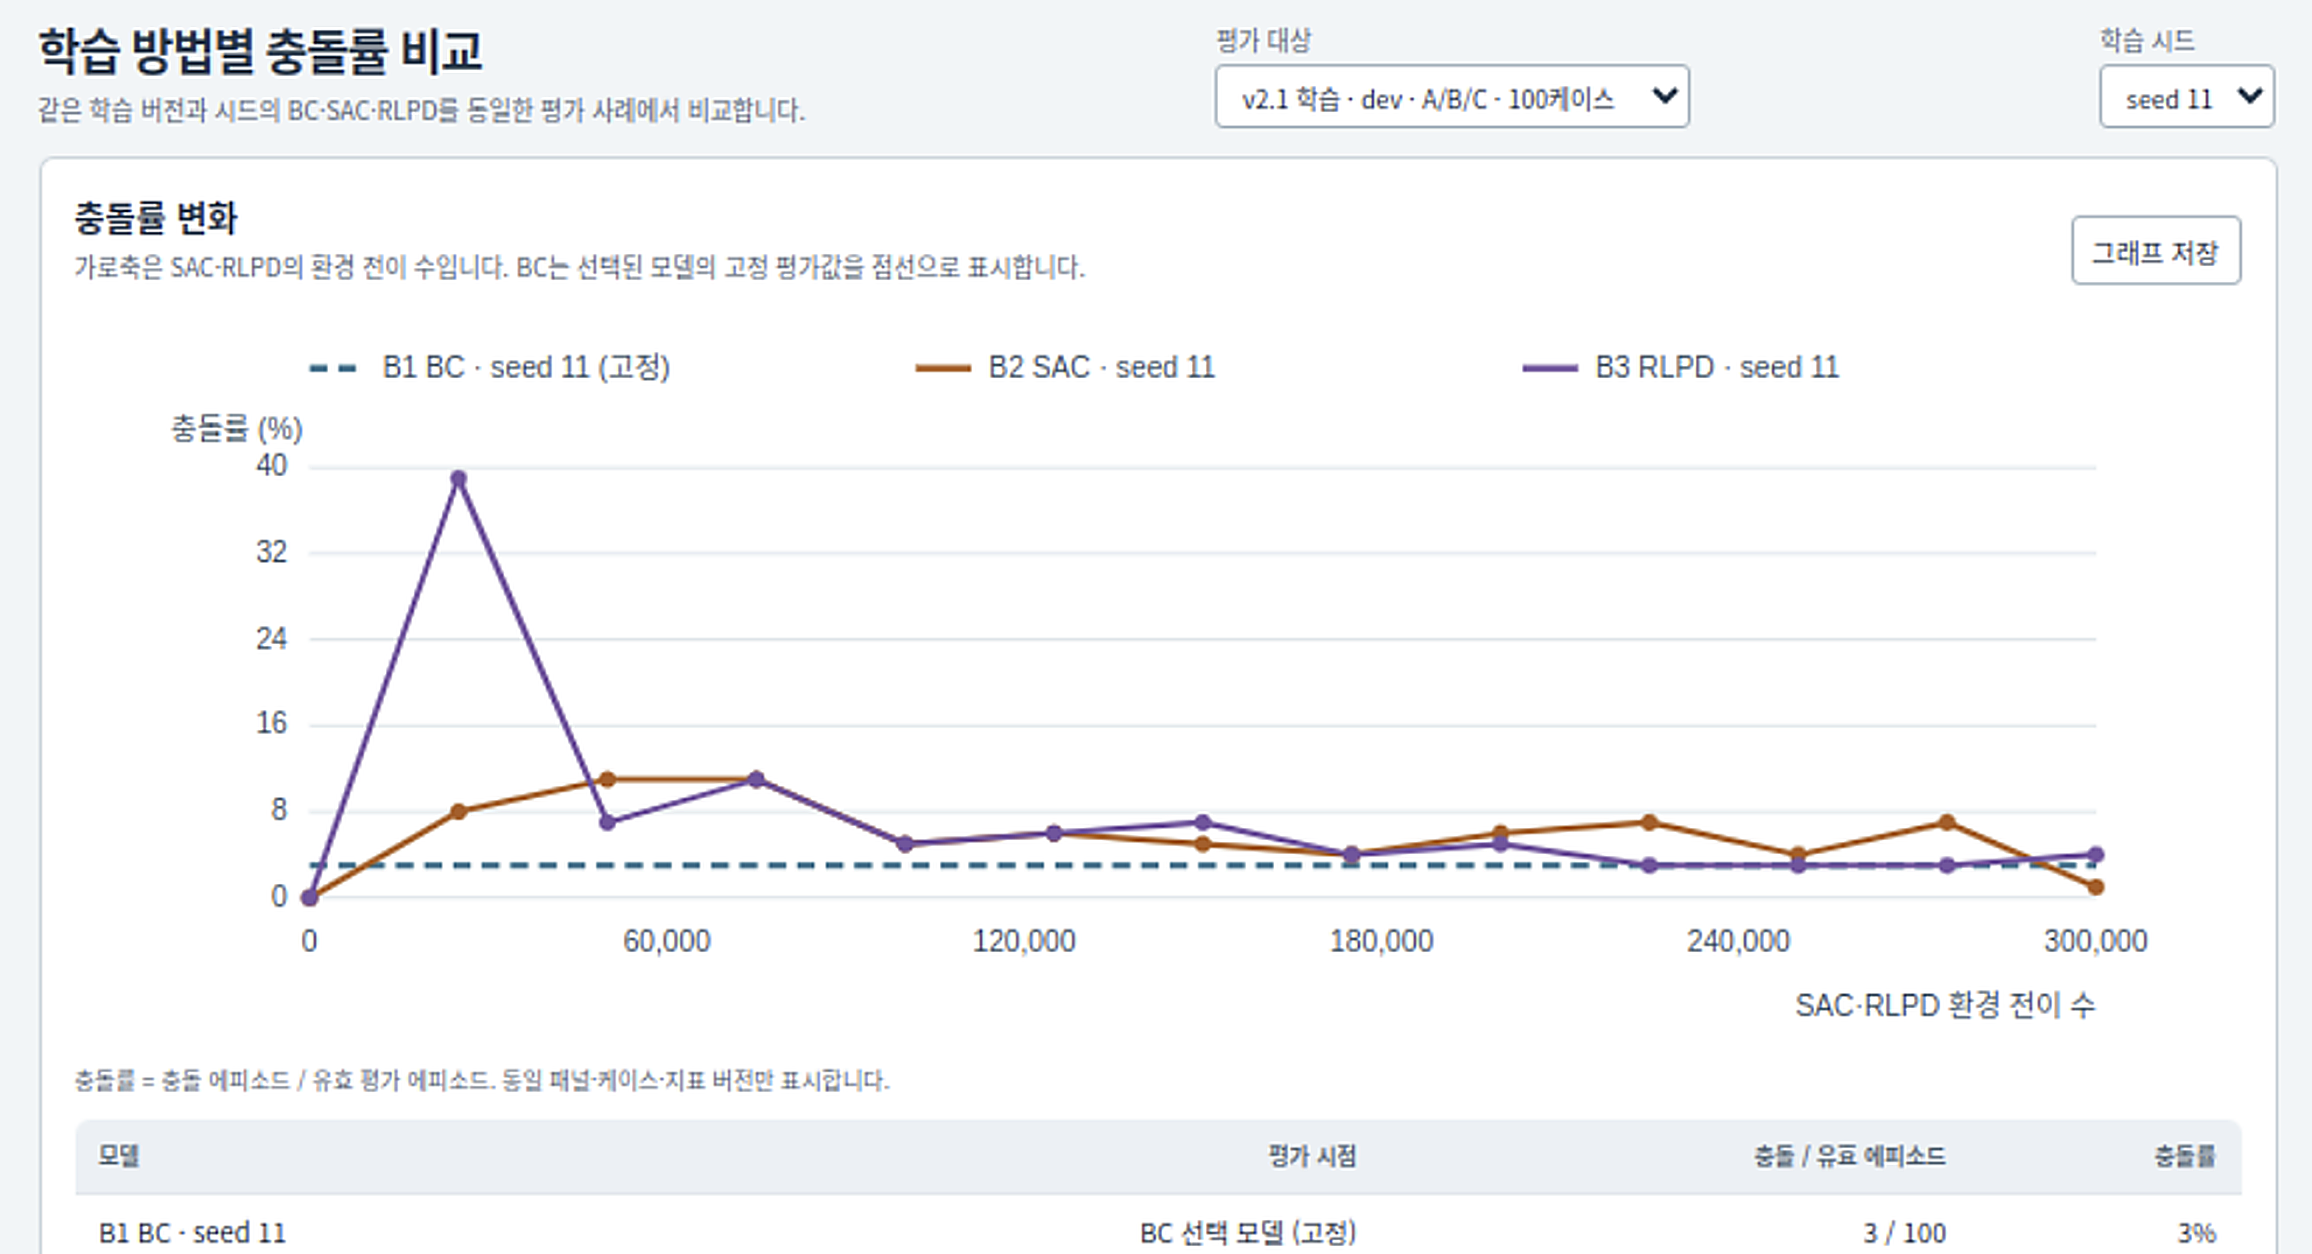 학습 방법별 충돌률 비교
같은 학습 버전과 시드의 BC·SAC·RLPD를 동일한 평가 사례에서 비교합니다.
평가 대상
v2.1 학습 · dev · A/B/C · 100케이스
학습 시드
seed 11
충돌률 변화
가로축은 SAC·RLPD의 환경 전이 수입니다. BC는 선택된 모델의 고정 평가값을 점선으로 표시합니다.
그래프 저장
B1 BC · seed 11 (고정)
B2 SAC · seed 11
B3 RLPD · seed 11
충돌률 (%)
40
32
24
16
8
0
0
60,000
120,000
180,000
240,000
300,000
SAC·RLPD 환경 전이 수
충돌률 = 충돌 에피소드 / 유효 평가 에피소드. 동일 패널·케이스·지표 버전만 표시합니다.
모델 평가 시점 충돌 / 유효 에피소드 충돌률
B1 BC · seed 11 BC 선택 모델 (고정) 3 / 100 3%